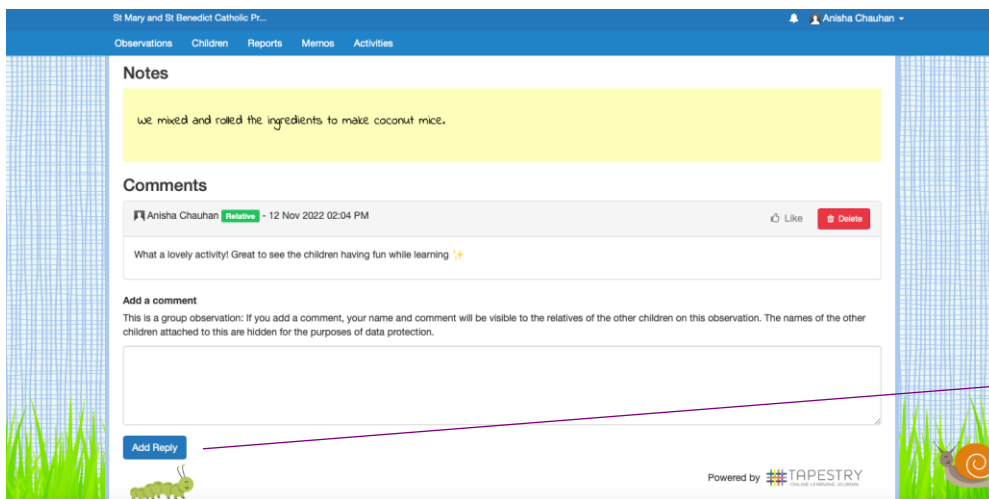 St Mary and St Benedict Catholic Pr...
Anisha Chauhan
Observations Children Reports Memos Activities
Notes
we mixed and rolled the ingredients to make coconut mice.
Comments
Anisha Chauhan Relative - 12 Nov 2022 02:04 PM
Like Delete
What a lovely activity! Great to see the children having fun while learning ✨
Add a comment
This is a group observation: If you add a comment, your name and comment will be visible to the relatives of the other children on this observation. The names of the other
children attached to this are hidden for the purposes of data protection.
Add Reply
Powered by TAPESTRY
ONLINE LEARNING JOURNAL